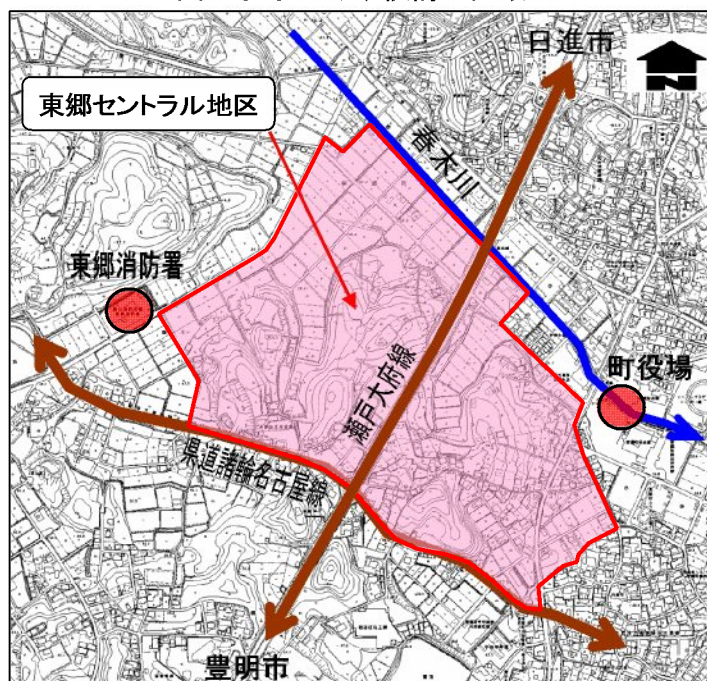 日進市
東郷セントラル地区
春木川
東郷消防署
瀬戸大府線
町役場
県道諸輪名古屋線
豊明市